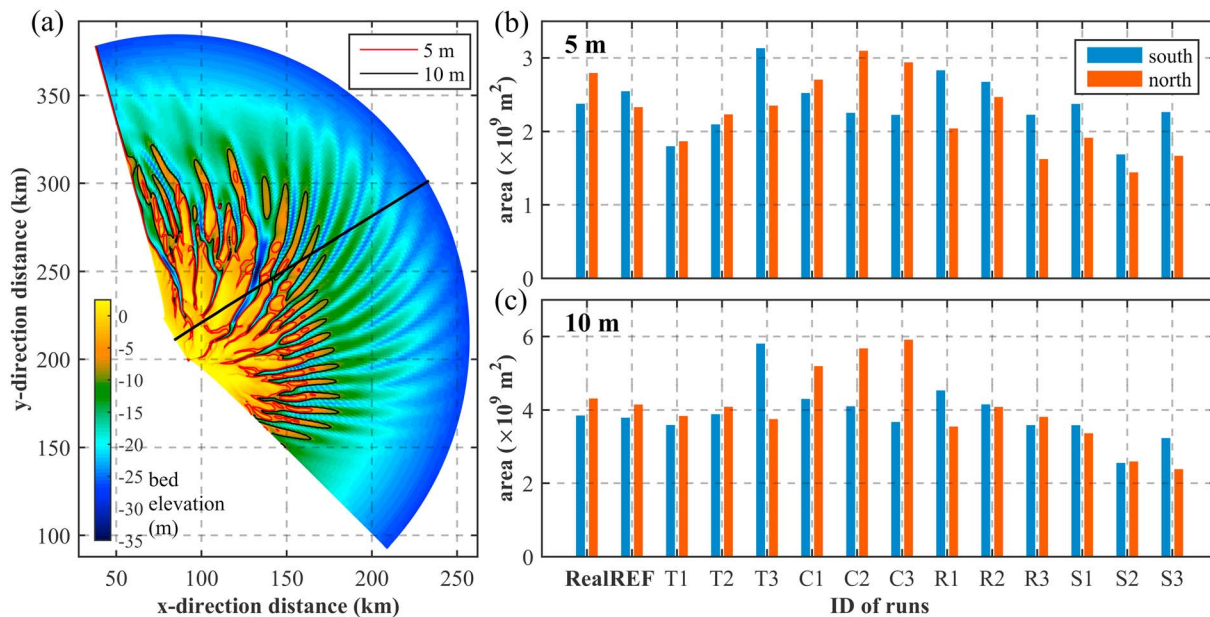 (a)
5 m
10 m
350
300
250
200
150
100
y-direction distance (km)
0
-5
-10
-15
-20
-25
-30
-35
bed
elevation
(m)
50
100
150
200
250
x-direction distance (km)
(b)
5 m
south
north
3
2
1
0
area (×10⁹ m²)
(c)
10 m
6
4
2
0
area (×10⁹ m²)
Real REF T1 T2 T3 C1 C2 C3 R1 R2 R3 S1 S2 S3
ID of runs